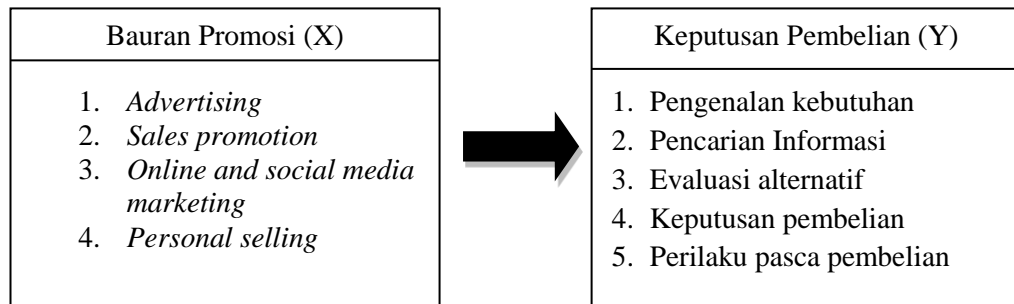 Bauran Promosi (X)
1. Advertising
2. Sales promotion
3. Online and social media
marketing
4. Personal selling
Keputusan Pembelian (Y)
1. Pengenalan kebutuhan
2. Pencarian Informasi
3. Evaluasi alternatif
4. Keputusan pembelian
5. Perilaku pasca pembelian